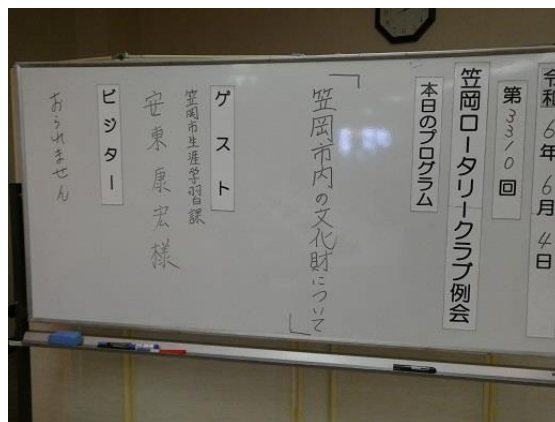 令和6年6月4日
第3310回
笠岡ロータリークラブ例会
本日のプログラム
「笠岡市内の文化財について」
ゲスト
笠岡市生涯学習課
安東康宏様
ビジター
おられません